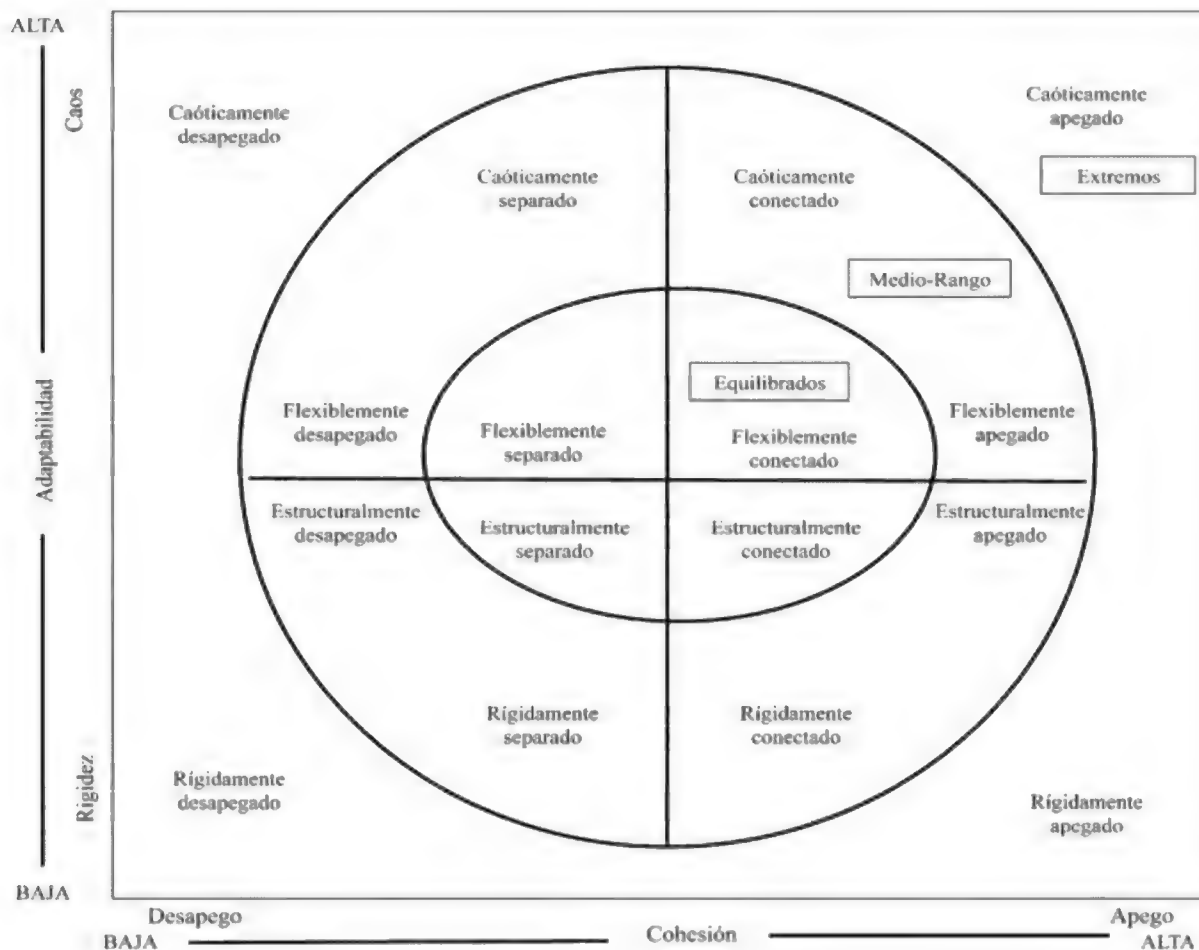 ALTA
Caos
Adaptabilidad
Rigidez
BAJA
Caóticamente
desapegado
Caóticamente
apegado
Extremos
Caóticamente
separado
Caóticamente
conectado
Medio-Rango
Equilibrados
Flexiblemente
desapegado
Flexiblemente
separado
Flexiblemente
conectado
Flexiblemente
apegado
Estructuralmente
desapegado
Estructuralmente
separado
Estructuralmente
conectado
Estructuralmente
apegado
Rígidamente
separado
Rígidamente
conectado
Rígidamente
desapegado
Rígidamente
apegado
Desapego
Apego
BAJA
Cohesión
ALTA